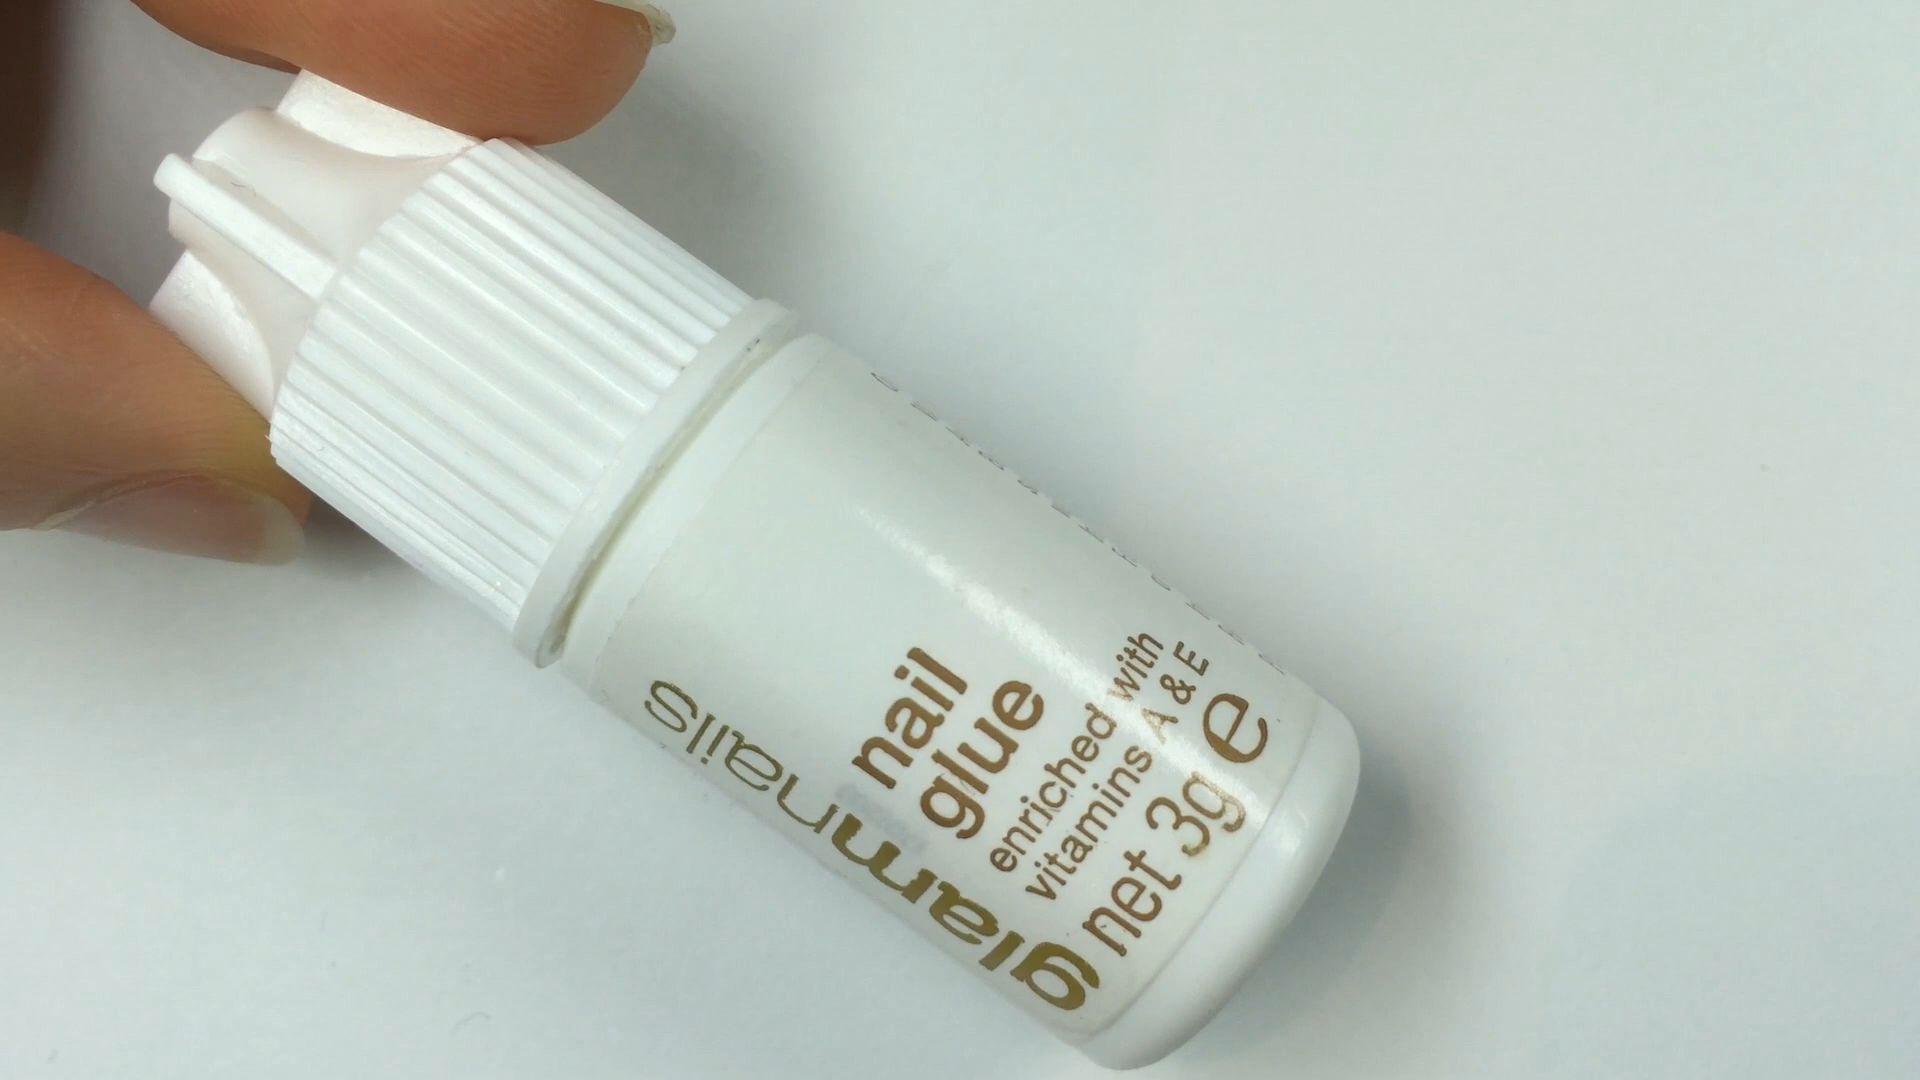 glamnails
nail
glue
enriched with
vitamins A & E
net 3g e